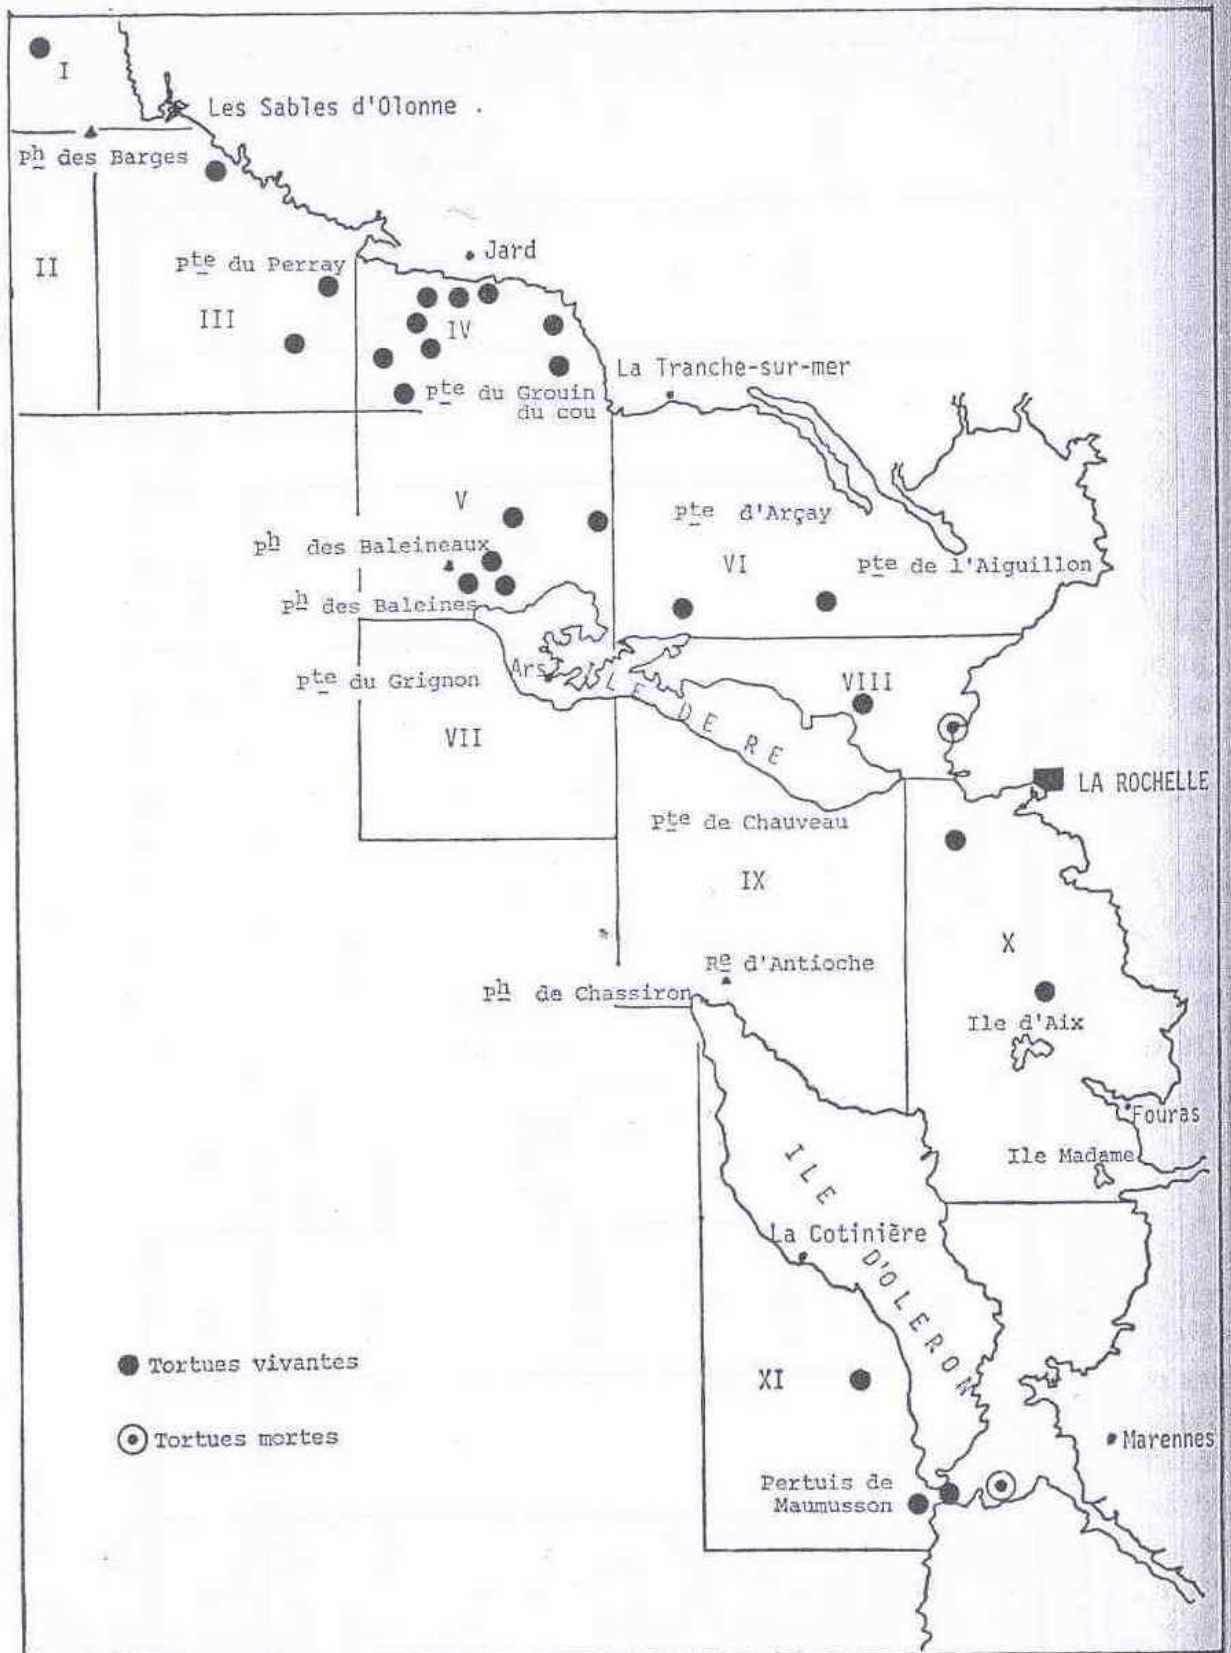 I
Les Sables d'Olonne .
Ph des Barges
II
Pte du Perray
III
Jard
IV
Pte du Grouin
du cou
La Tranche-sur-mer
V
Pte d'Arçay
Ph des Baleineaux
VI
Pte de l'Aiguillon
Ph des Baleines
Pte du Grignon
Ars
ILE DE RE
VIII
VII
LA ROCHELLE
Pte de Chauveau
IX
X
Re d'Antioche
Ph de Chassiron
Ile d'Aix
Fouras
Ile Madame
ILE D'OLERON
La Cotinière
Tortues vivantes
XI
Tortues mortes
Marennes
Pertuis de
Maumusson